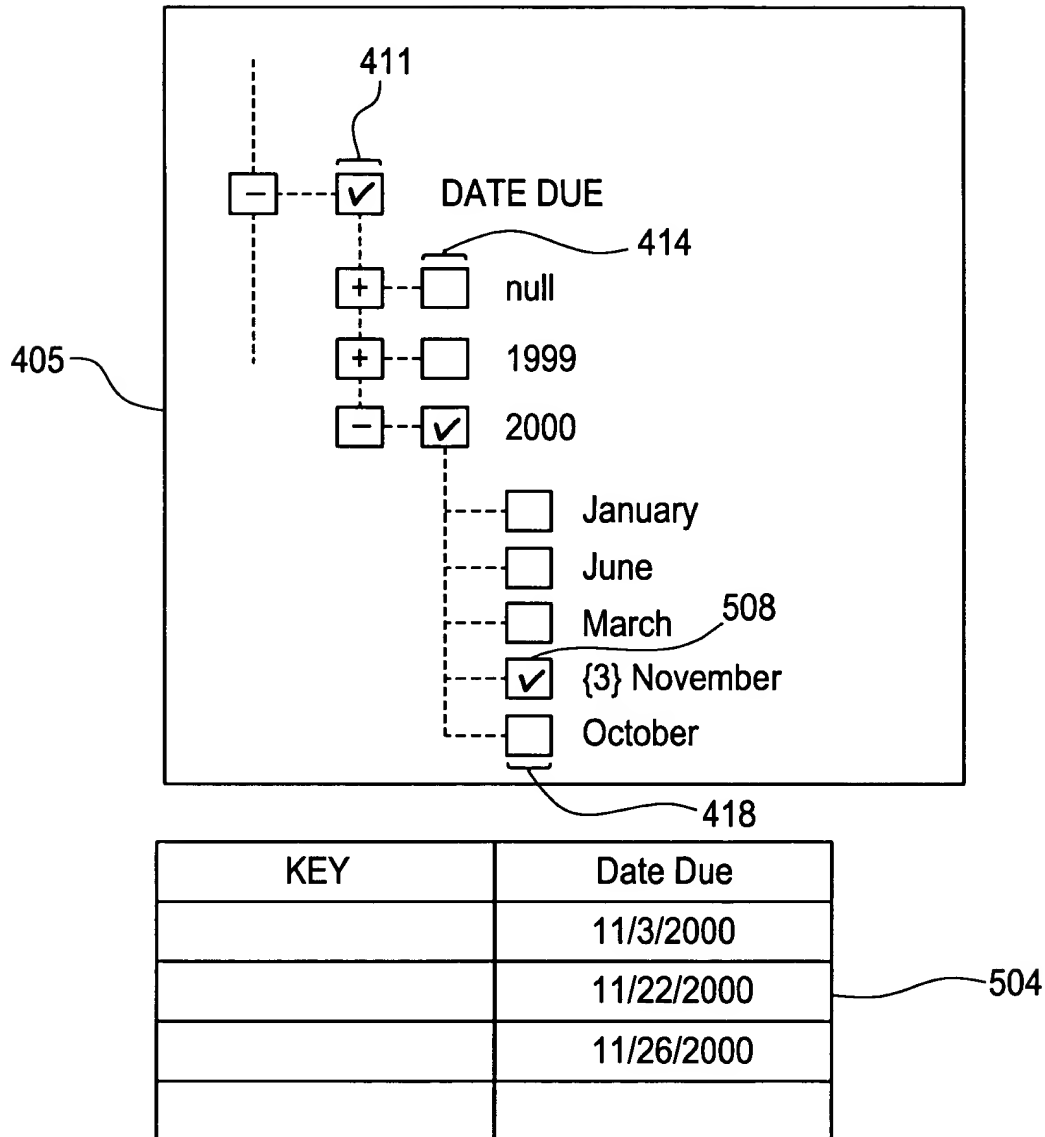 411
DATE DUE
414
null
1999
405
2000
January
June
March
508
{3} November
October
418
KEY Date Due
11/3/2000
11/22/2000
504
11/26/2000